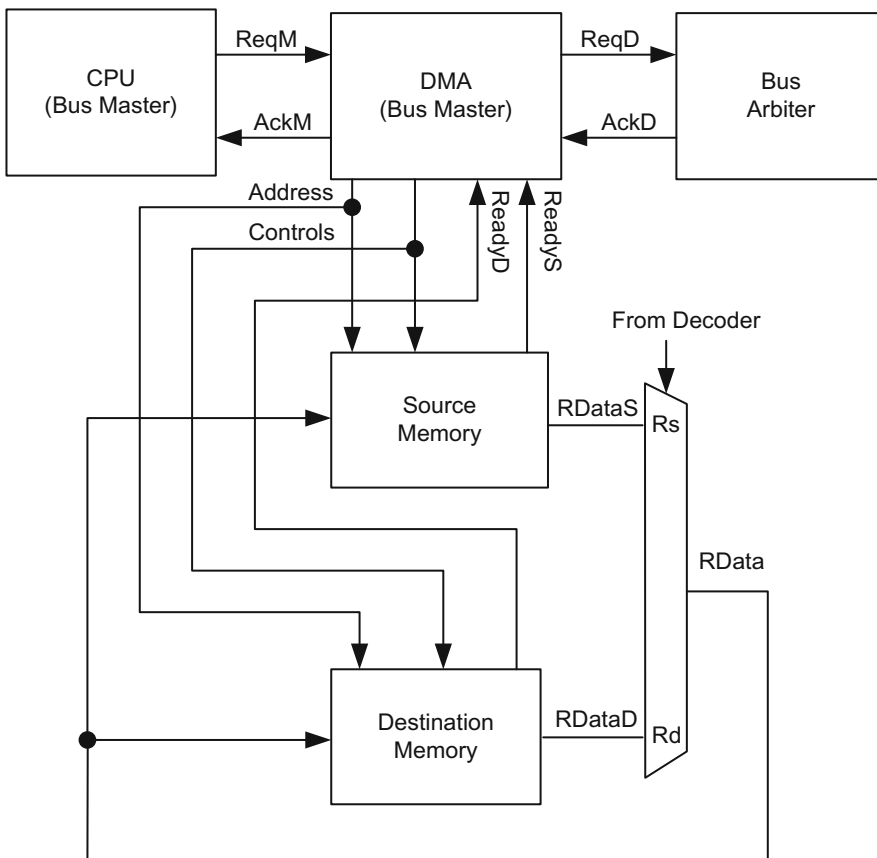 CPU
(Bus Master)
ReqM
AckM
DMA
(Bus Master)
ReqD
AckD
Bus
Arbiter
Address
Controls
ReadyD
ReadyS
From Decoder
Source
Memory
RDataS
Rs
RData
Destination
Memory
RDataD
Rd